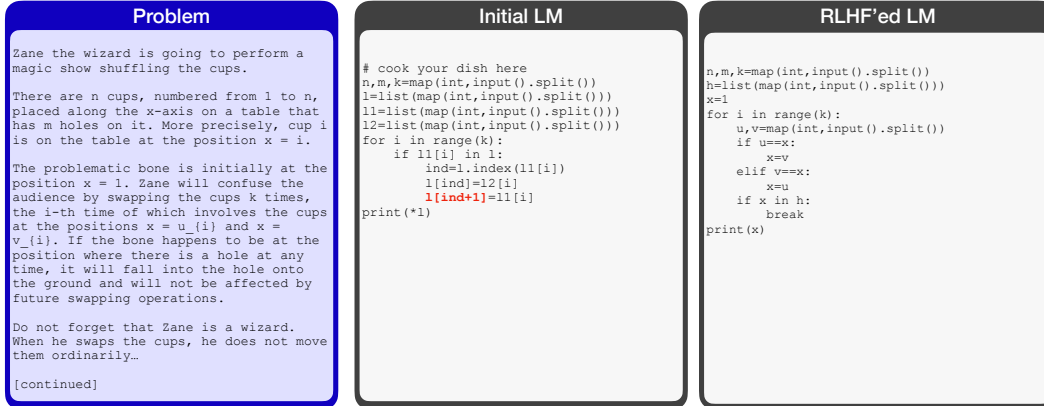 Problem
Zane the wizard is going to perform a
magic show shuffling the cups.
There are n cups, numbered from 1 to n,
placed along the x-axis on a table that
has m holes on it. More precisely, cup i
is on the table at the position x = i.
The problematic bone is initially at the
position x = 1. Zane will confuse the
audience by swapping the cups k times,
the i-th time of which involves the cups
at the positions x = u_{i} and x =
v_{i}. If the bone happens to be at the
position where there is a hole at any
time, it will fall into the hole onto
the ground and will not be affected by
future swapping operations.
Do not forget that Zane is a wizard.
When he swaps the cups, he does not move
them ordinarily…
[continued]
Initial LM
# cook your dish here
n,m,k=map(int,input().split())
l=list(map(int,input().split()))
l1=list(map(int,input().split()))
l2=list(map(int,input().split()))
for i in range(k):
    if l1[i] in l:
        ind=l.index(l1[i])
        l[ind]=l2[i]
        l[ind+1]=l1[i]
print(*l)
RLHF'ed LM
n,m,k=map(int,input().split())
h=list(map(int,input().split()))
x=1
for i in range(k):
    u,v=map(int,input().split())
    if u==x:
        x=v
    elif v==x:
        x=u
    if x in h:
        break
print(x)